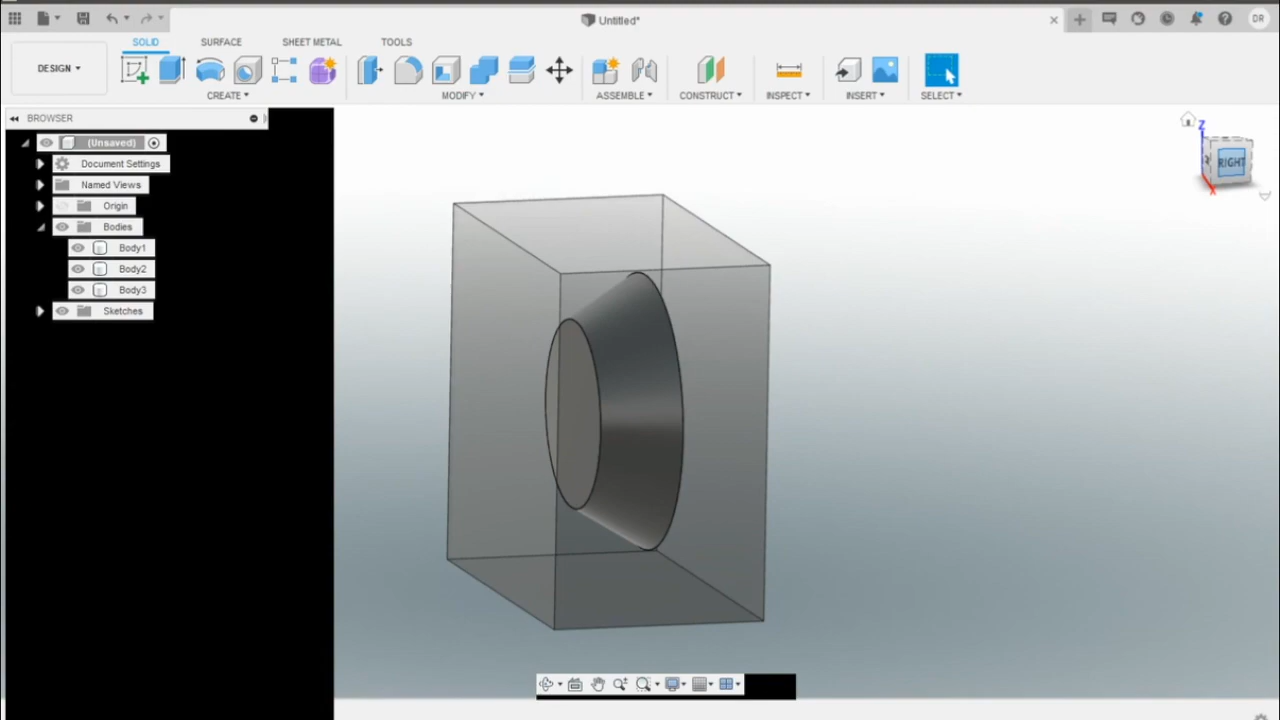 Untitled*
DR
SOLID SURFACE SHEET METAL TOOLS
DESIGN
CREATE MODIFY ASSEMBLE CONSTRUCT INSPECT INSERT SELECT
BROWSER
(Unsaved)
Document Settings
Named Views
Origin
Bodies
Body1
Body2
Body3
Sketches
Z
RIGHT
X